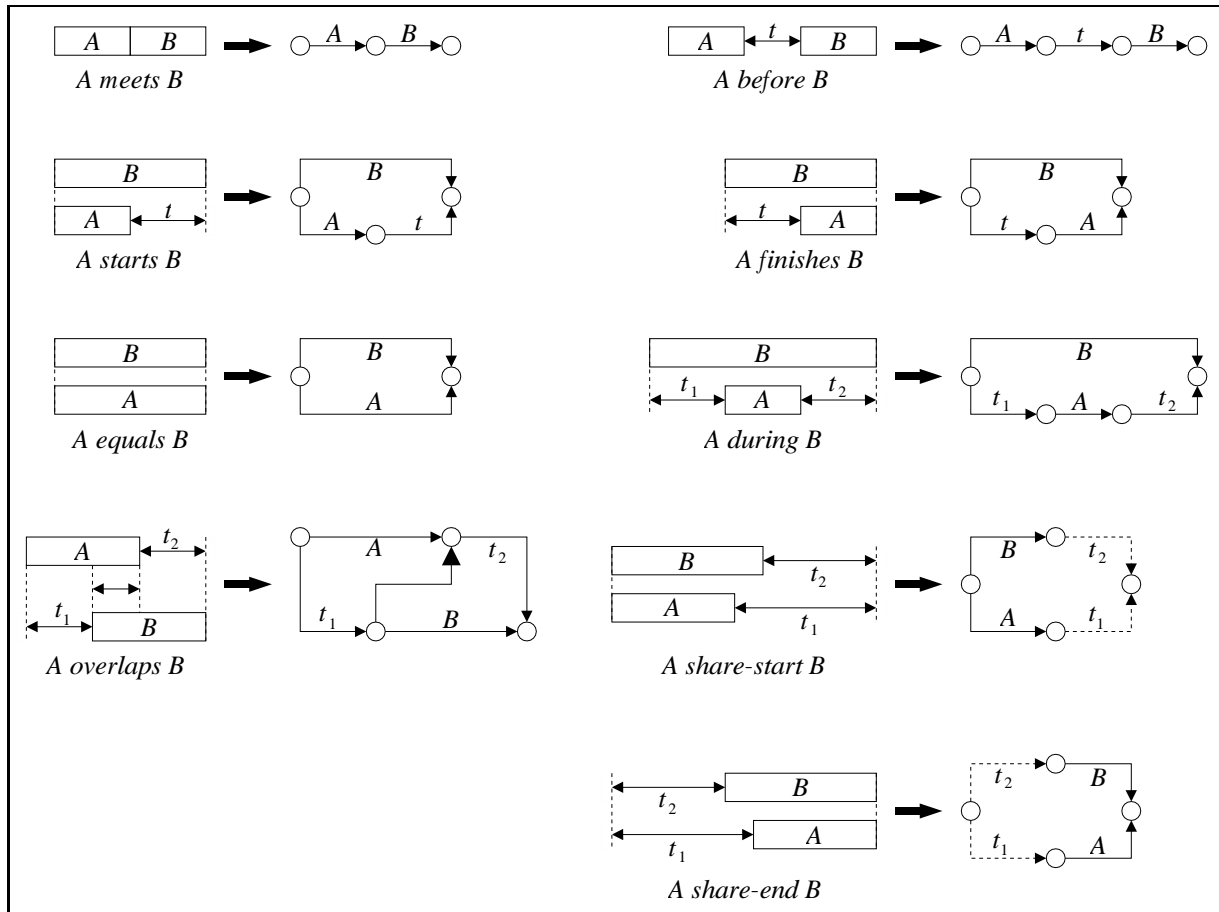 A B A B
A meets B
A t B A t B
A before B
B A t B A t
A starts B
B t A B t A
A finishes B
B A B A
A equals B
B t1 A t2 B t1 A t2
A during B
A t2 t1 B A t2 t1 B
A overlaps B
B t2 A t1 B t2 A t1
A share-start B
t2 B t1 A t2 B t1 A
A share-end B